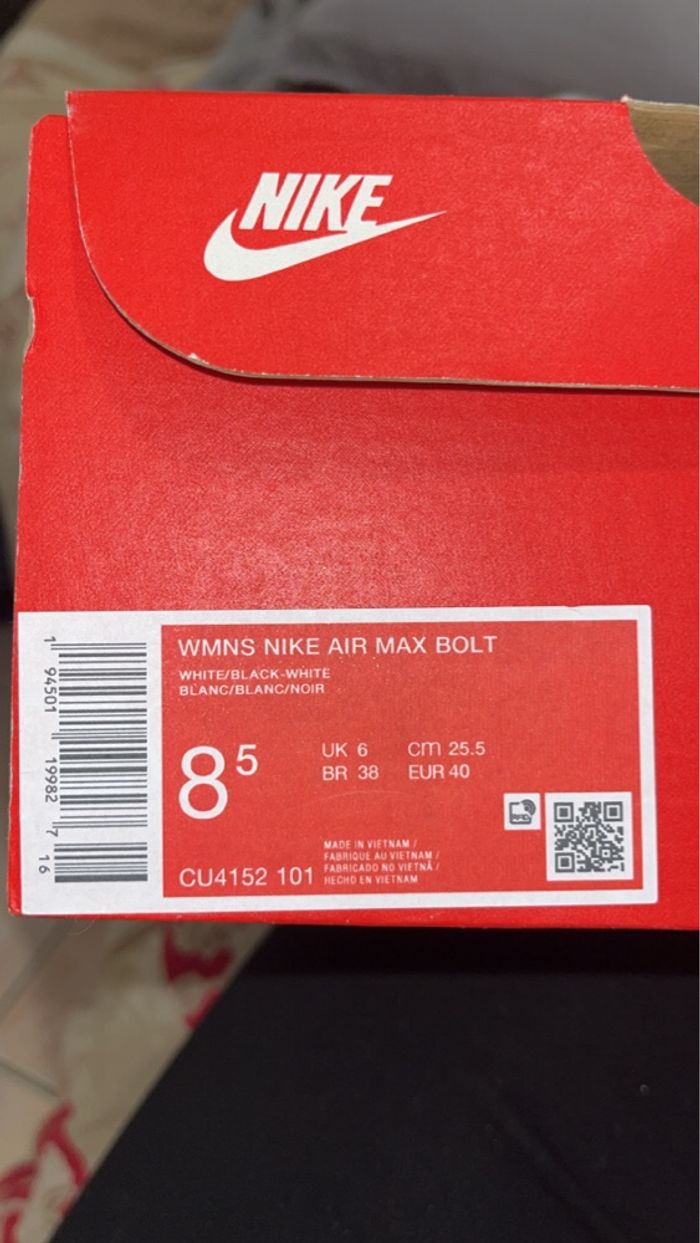 NIKE
WMNS NIKE AIR MAX BOLT
WHITE/BLACK-WHITE
BLANC/BLANC/NOIR
8 5
UK 6 cm 25.5
BR 38 EUR 40
RFID
MADE IN VIETNAM /
FABRIQUE AU VIETNAM /
FABRICADO NO VIETNÃ /
HECHO EN VIETNAM
CU4152 101
1 94501 19982 7 16